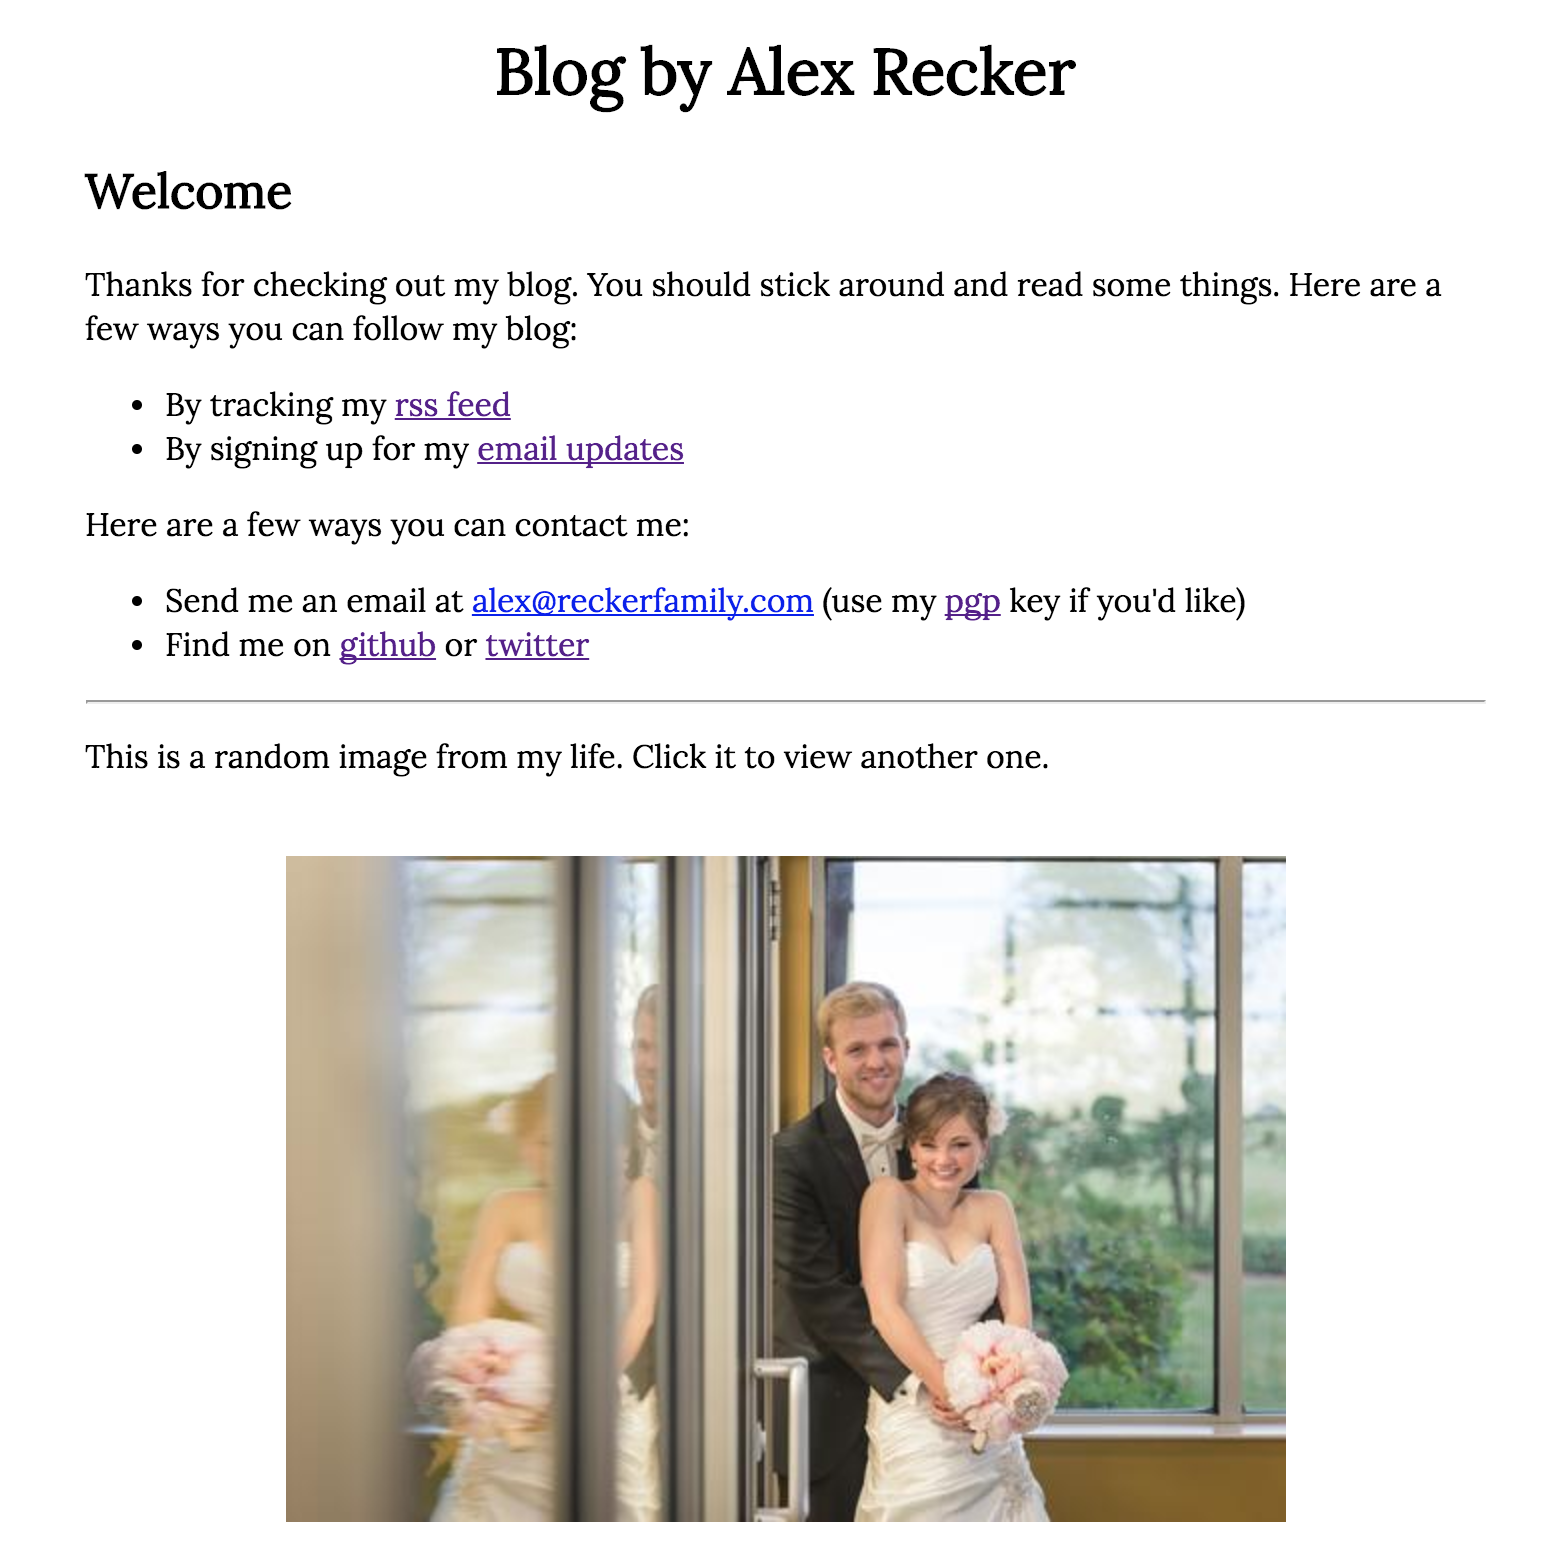 Blog by Alex Recker
Welcome
Thanks for checking out my blog. You should stick around and read some things. Here are a
few ways you can follow my blog:
• By tracking my rss feed
• By signing up for my email updates
Here are a few ways you can contact me:
• Send me an email at alex@reckerfamily.com (use my pgp key if you'd like)
• Find me on github or twitter
This is a random image from my life. Click it to view another one.